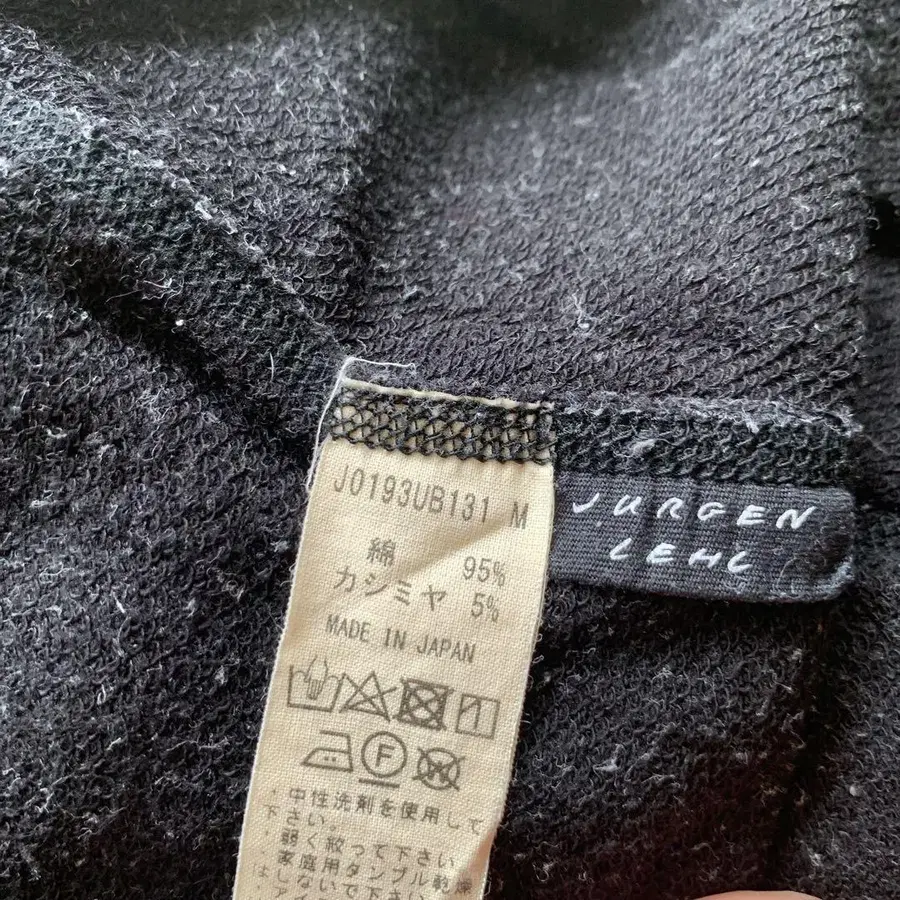 J0193UB131 M
綿 95%
カシミヤ 5%
MADE IN JAPAN
F
W
・中性洗剤を使用して
下さい
・弱く絞って下さい
・家庭用タンブル乾燥
はしないで下さい
JURGEN
LEHL